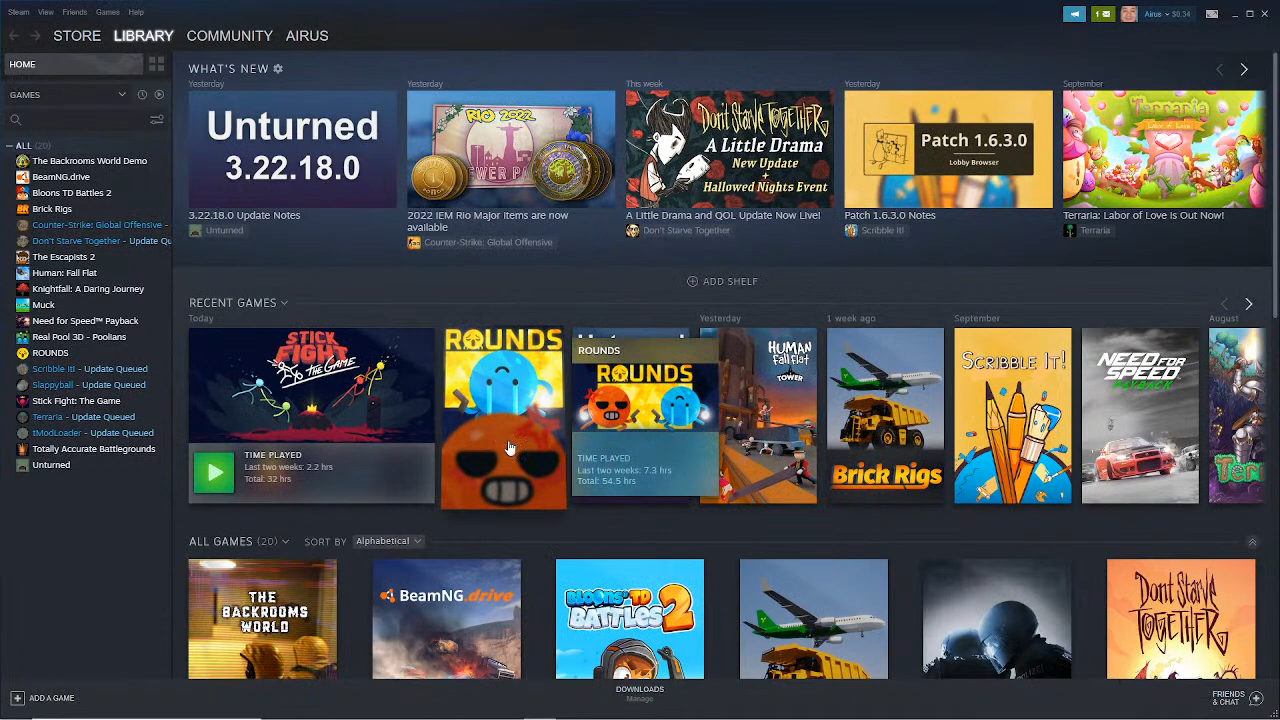 Steam View Friends Games Help
1
Airus $0.34
STORE LIBRARY COMMUNITY AIRUS
HOME
GAMES
ALL (20)
The Backrooms World Demo
BeamNG.drive
Bloons TD Battles 2
Brick Rigs
Counter-Strike: Global Offensive -
Don't Starve Together - Update Qu
The Escapists 2
Human: Fall Flat
Knightfall: A Daring Journey
Muck
Need for Speed™ Payback
Real Pool 3D - Poolians
ROUNDS
Scribble It! - Update Queued
Slappyball - Update Queued
Stick Fight: The Game
Terraria - Update Queued
tModLoader - Update Queued
Totally Accurate Battlegrounds
Unturned
WHAT'S NEW
Yesterday
Unturned
3.22.18.0
3.22.18.0 Update Notes
Unturned
Yesterday
RIO 2022
2022 IEM Rio Major Items are now
available
Counter-Strike: Global Offensive
This week
DON'T STARVE TOGETHER
A Little Drama
New Update
+
Hallowed Nights Event
A Little Drama and QOL Update Now Live!
Don't Starve Together
Yesterday
Patch 1.6.3.0
Lobby Browser
Patch 1.6.3.0 Notes
Scribble It!
September
Terraria
Labor of Love
Terraria: Labor of Love Is Out Now!
Terraria
ADD SHELF
RECENT GAMES
Today
STICK
FIGHT
THE GAME
TIME PLAYED
Last two weeks: 2.2 hrs
Total: 32 hrs
ROUNDS
ROUNDS
ROUNDS
TIME PLAYED
Last two weeks: 7.3 hrs
Total: 54.5 hrs
Yesterday
HUMAN
Fall Flat
TOWER
1 week ago
Brick Rigs
September
SCRIBBLE IT!
NEED FOR
SPEED
PAYBACK
August
ALL GAMES (20) SORT BY Alphabetical
THE
BACKROOMS
WORLD
BeamNG.drive
BLOONS TD
BATTLES 2
DON'T STARVE
TOGETHER
ADD A GAME
DOWNLOADS
Manage
FRIENDS
& CHAT